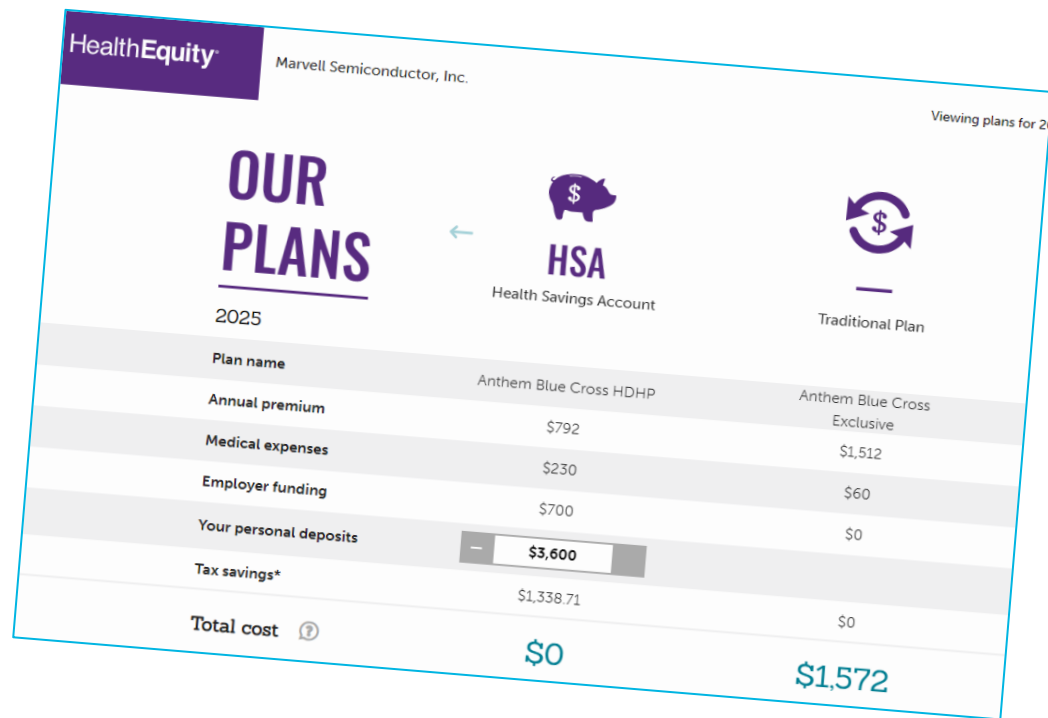 HealthEquity
Marvell Semiconductor, Inc.
Viewing plans for
OUR
PLANS
2025
$
HSA
Health Savings Account
$
Traditional Plan
Plan name Anthem Blue Cross HDHP Anthem Blue Cross
Exclusive
Annual premium $792 $1,512
Medical expenses $230 $60
Employer funding $700 $0
Your personal deposits − $3,600
Tax savings* $1,338.71 $0
Total cost ? $0 $1,572